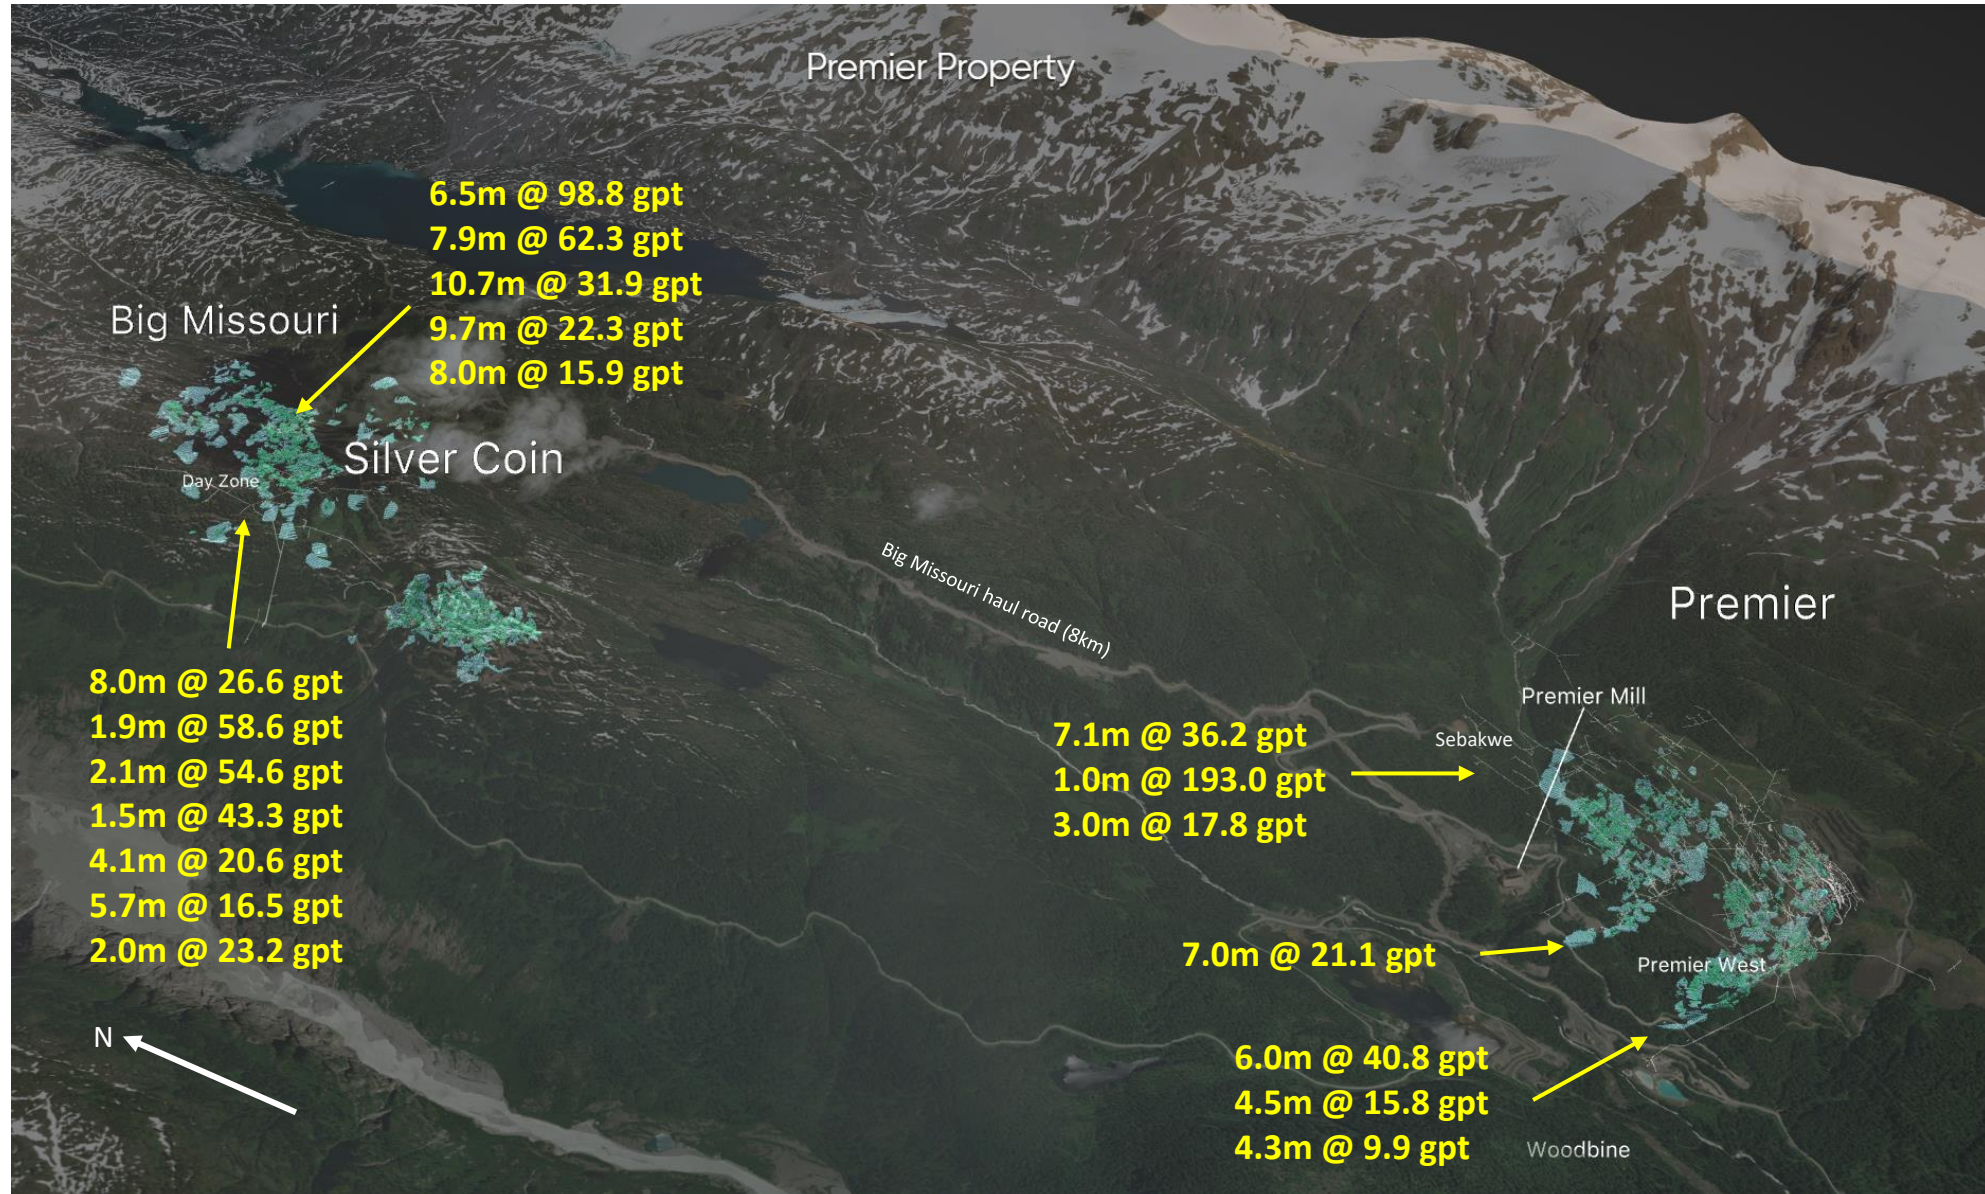 Premier Property
6.5m @ 98.8 gpt
7.9m @ 62.3 gpt
10.7m @ 31.9 gpt
9.7m @ 22.3 gpt
8.0m @ 15.9 gpt
Big Missouri
Silver Coin
Day Zone
Big Missouri haul road (8km)
Premier
8.0m @ 26.6 gpt
1.9m @ 58.6 gpt
2.1m @ 54.6 gpt
1.5m @ 43.3 gpt
4.1m @ 20.6 gpt
5.7m @ 16.5 gpt
2.0m @ 23.2 gpt
Premier Mill
Sebakwe
7.1m @ 36.2 gpt
1.0m @ 193.0 gpt
3.0m @ 17.8 gpt
7.0m @ 21.1 gpt
Premier West
N
6.0m @ 40.8 gpt
4.5m @ 15.8 gpt
4.3m @ 9.9 gpt
Woodbine